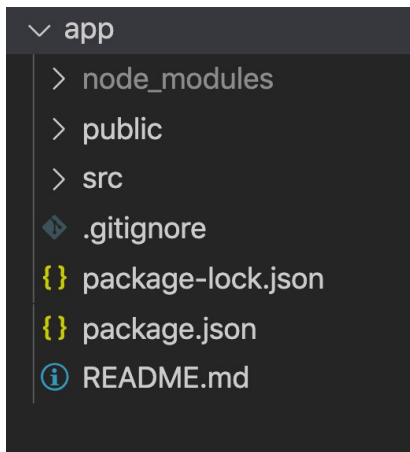 app
node_modules
public
src
.gitignore
package-lock.json
package.json
README.md